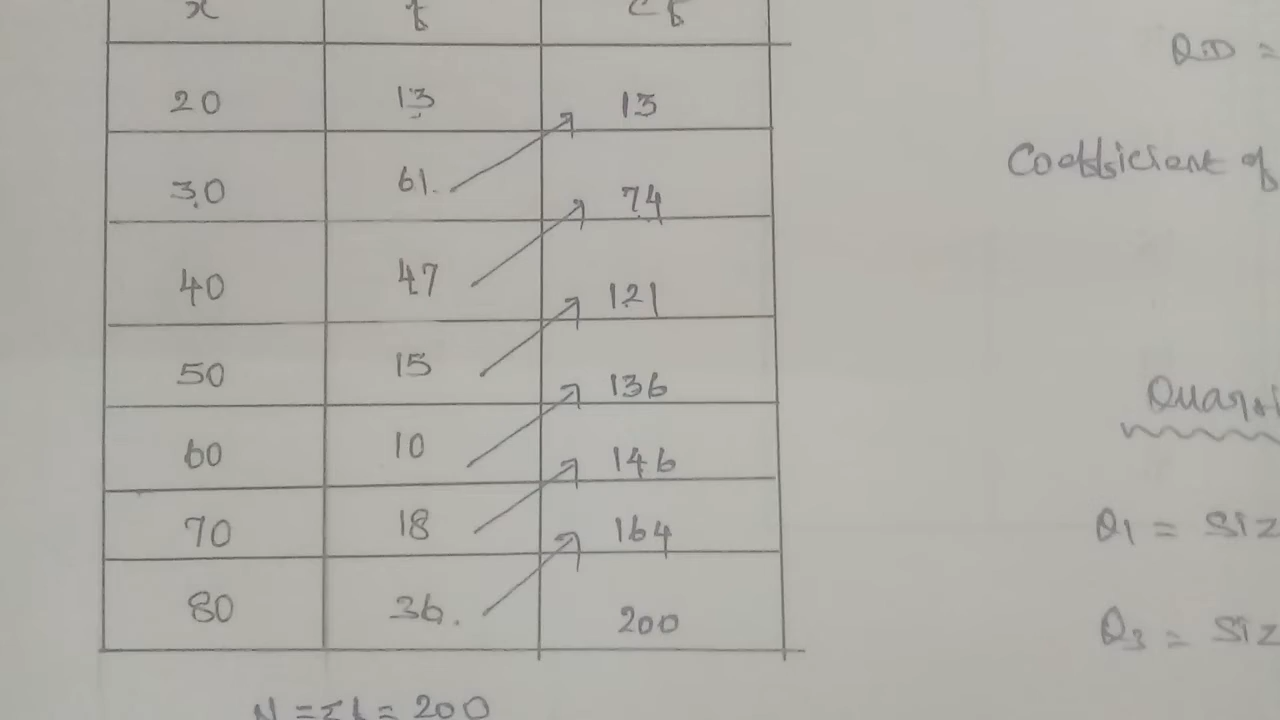 x f cf
20 13 13
30 61. 74
40 47 121
50 15 136
60 10 146
70 18 164
80 36. 200
N = Σf = 200
QD =
Coefficient of
Q1 = Siz
Q3 = Siz